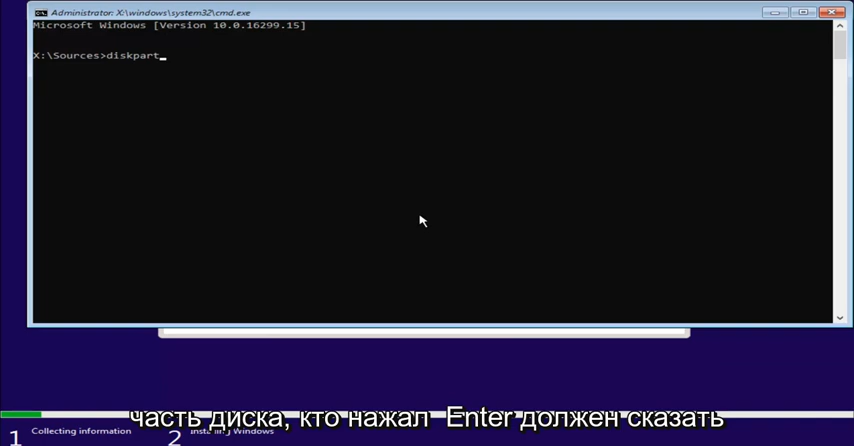 Administrator: X:\windows\system32\cmd.exe
Microsoft Windows [Version 10.0.16299.15]
X:\Sources>diskpart
часть диска, кто нажал Enter должен сказать
1 Collecting information 2 Installing Windows